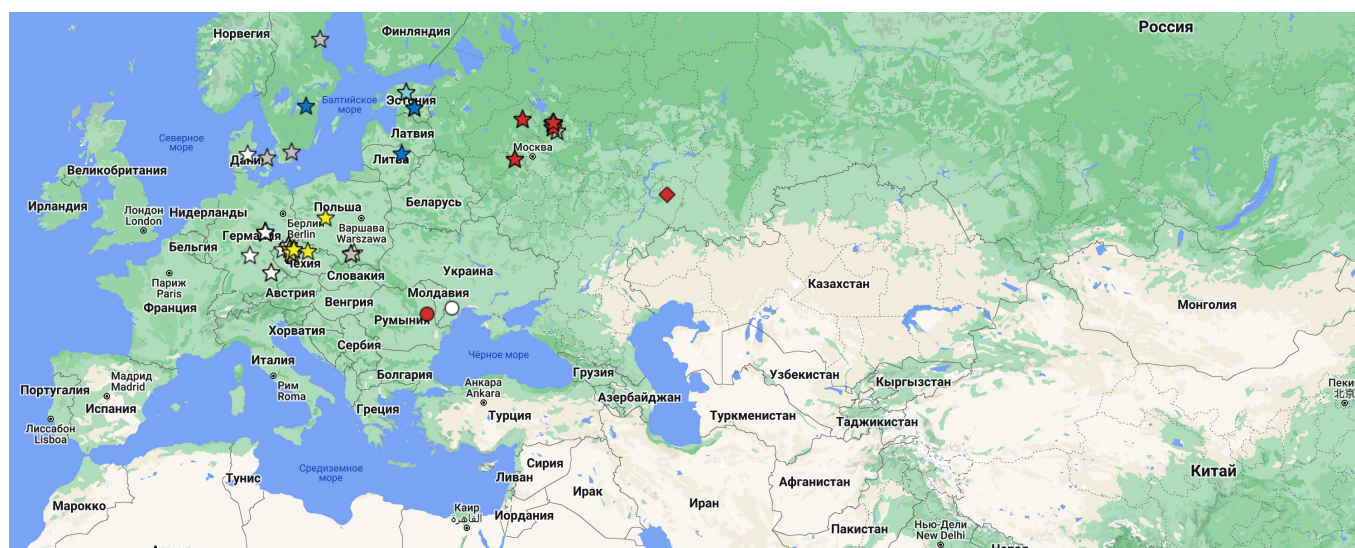 Россия
Норвегия
Финляндия
Эстония
Балтийское
море
Северное
море
Латвия
Москва
Дания
Литва
Великобритания
Ирландия
Лондон
London
Нидерланды
Польша
Беларусь
Берлин
Berlin
Варшава
Warszawa
Германия
Бельгия
Чехия
Словакия
Украина
Париж
Paris
Франция
Австрия
Молдавия
Венгрия
Румыния
Казахстан
Монголия
Хорватия
Сербия
Чёрное море
Италия
Болгария
Грузия
Узбекистан
Кыргызстан
Мадрид
Madrid
Рим
Roma
Анкара
Ankara
Азербайджан
Португалия
Испания
Греция
Турция
Туркменистан
Таджикистан
Лиссабон
Lisboa
Пеки
北京
Средиземное
море
Тунис
Сирия
Ливан
Ирак
Иран
Афганистан
Китай
Марокко
Каир
القاهرة
Иордания
Пакистан
Нью-Дели
New Delhi